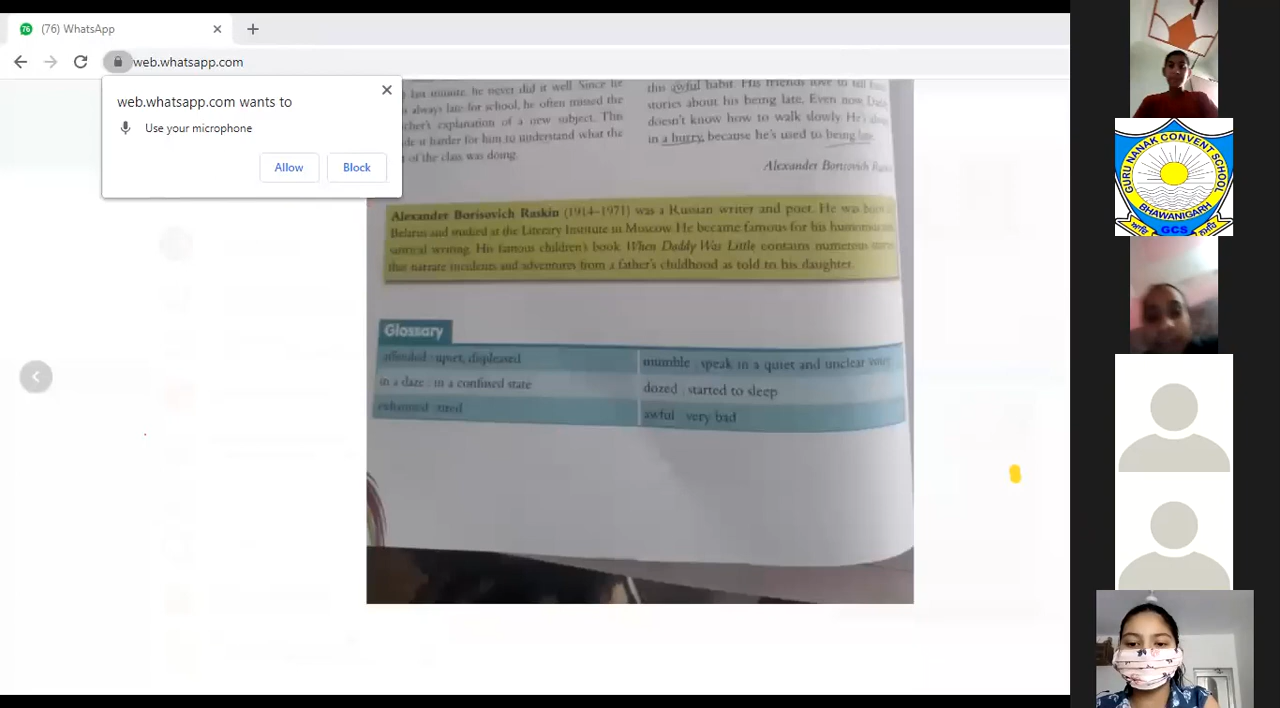 (76) WhatsApp
web.whatsapp.com
web.whatsapp.com wants to
Use your microphone
Allow Block
last minute, he never did it well. Since he
always late for school, he often missed the
explanation of a new subject. This
it harder for him to understand what the
of the class was doing.
this awful habit. His friends love to tell
stories about his being late. Even now Daddy
doesn't know how to walk slowly. He's always
in a hurry, because he's used to being late.
Alexander Borisovich
Alexander Borisovich Raskin (1914–1971) was a Russian writer and poet. He was born in
Belarus and studied at the Literary Institute in Moscow. He became famous for his humorous
satirical writing. His famous children's book When Daddy Was Little contains numerous stories
that narrate incidents and adventures from a father's childhood as told to his daughter.
Glossary
offended : upset, displeased
mumble : speak in a quiet and unclear
in a daze : in a confused state
dozed : started to sleep
exhausted : tired
awful : very bad
GURU NANAK CONVENT SCHOOL
BHAWANIGARH
GCS